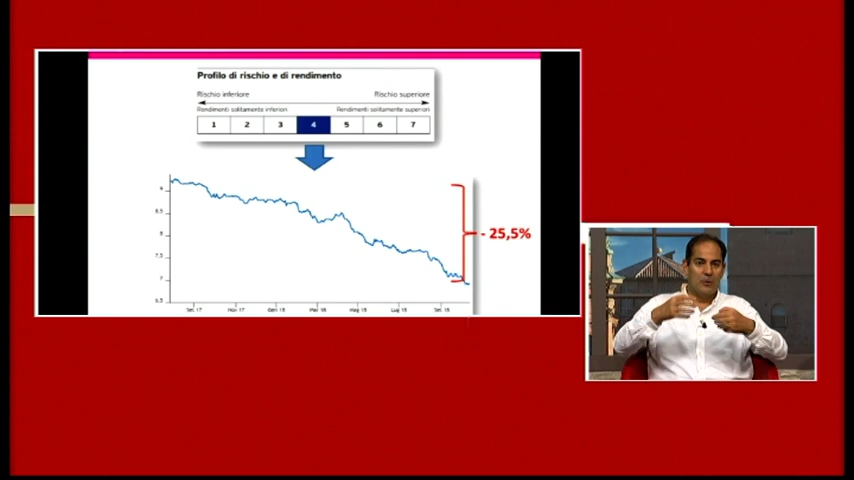 Profilo di rischio e di rendimento
Rischio inferiore Rischio superiore
Rendimenti solitamente inferiori Rendimenti solitamente superiori
1 2 3 4 5 6 7
9
8.5
8
7.5
7
6.5
- 25,5%
Set 17 Nov 17 Gen 18 Mar 18 Mag 18 Lug 18 Set 18